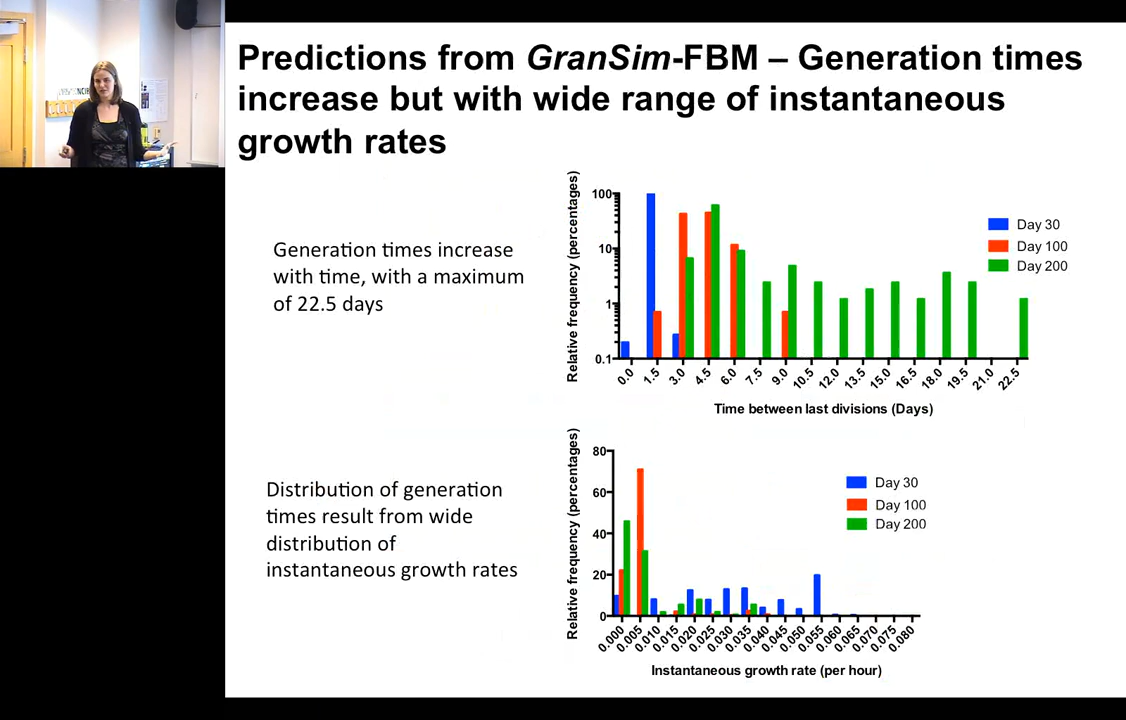 Predictions from GranSim-FBM – Generation times
increase but with wide range of instantaneous
growth rates
Generation times increase
with time, with a maximum
of 22.5 days
Relative frequency (percentages)
100
10
1
0.1
0.0 1.5 3.0 4.5 6.0 7.5 9.0 10.5 12.0 13.5 15.0 16.5 18.0 19.5 21.0 22.5
Time between last divisions (Days)
Day 30
Day 100
Day 200
Distribution of generation
times result from wide
distribution of
instantaneous growth rates
Relative frequency (percentages)
80
60
40
20
0
0.000 0.005 0.010 0.015 0.020 0.025 0.030 0.035 0.040 0.045 0.050 0.055 0.060 0.065 0.070 0.075 0.080
Instantaneous growth rate (per hour)
Day 30
Day 100
Day 200